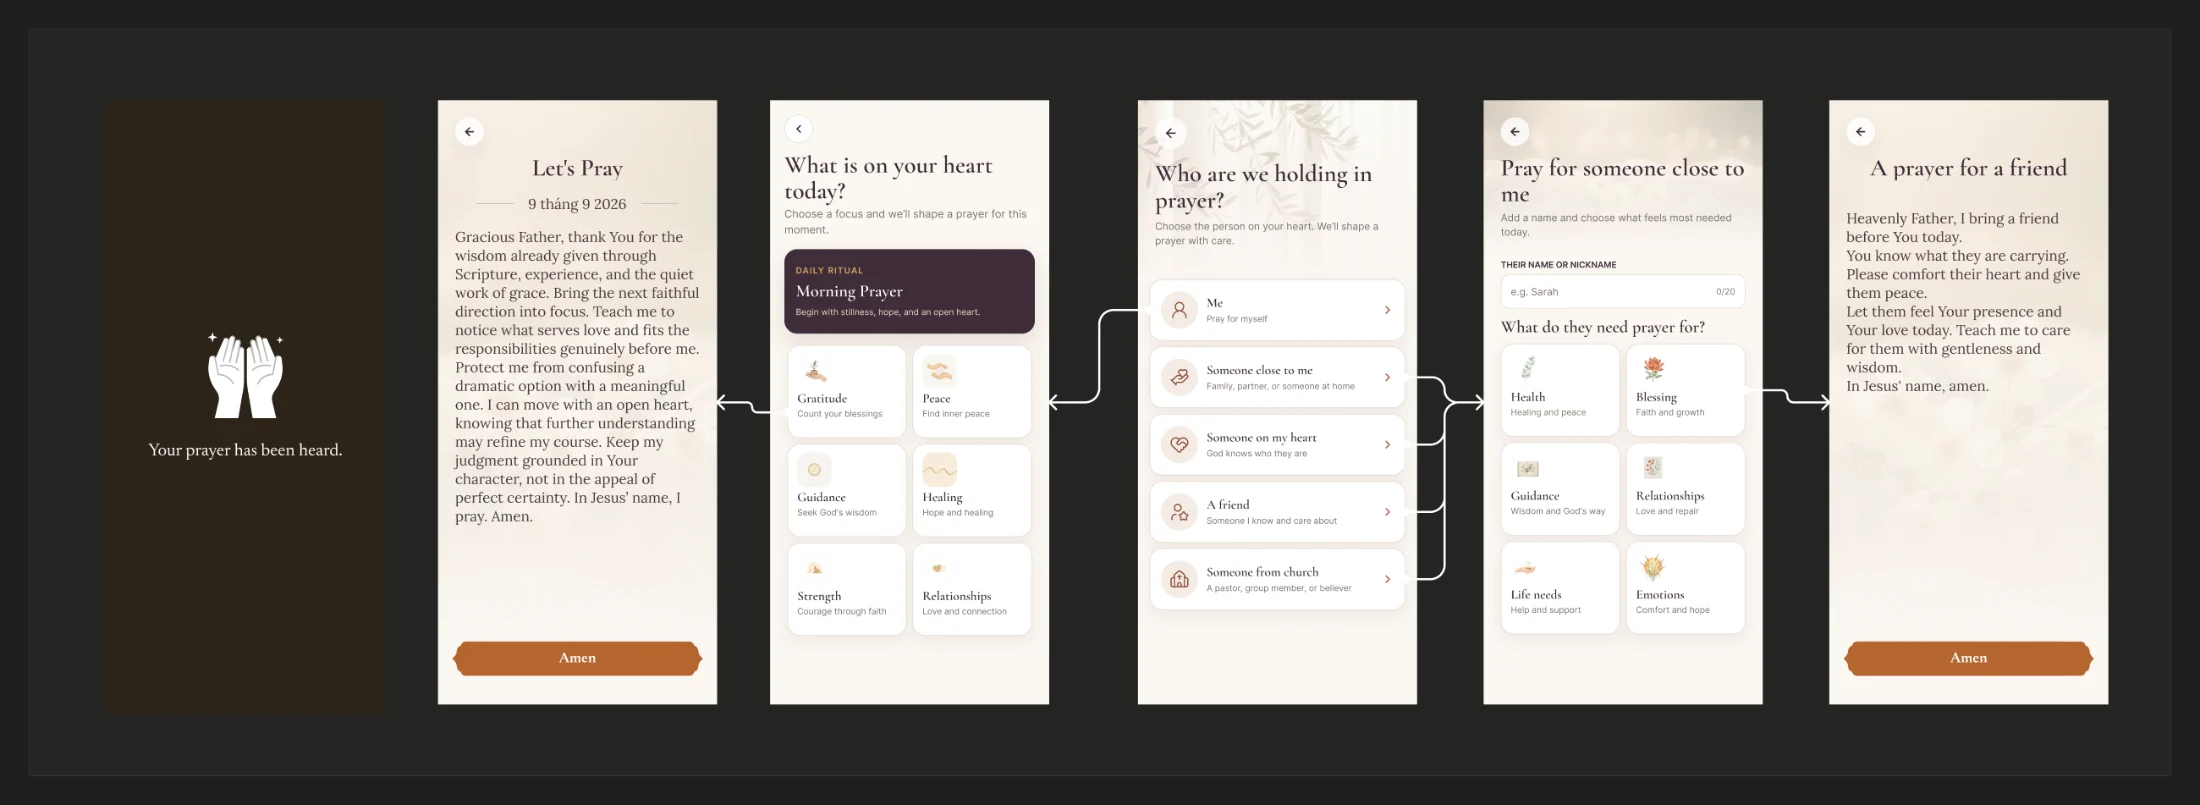 Your prayer has been heard.
Let's Pray
9 tháng 9 2026
Gracious Father, thank You for the
wisdom already given through
Scripture, experience, and the quiet
work of grace. Bring the next faithful
direction into focus. Teach me to
notice what serves love and fits the
responsibilities genuinely before me.
Protect me from confusing a
dramatic option with a meaningful
one. I can move with an open heart,
knowing that further understanding
may refine my course. Keep my
judgment grounded in Your
character, not in the appeal of
perfect certainty. In Jesus' name, I
pray. Amen.
Amen
What is on your heart
today?
Choose a focus and we'll shape a prayer for this
moment.
DAILY RITUAL
Morning Prayer
Begin with stillness, hope, and an open heart.
Gratitude
Count your blessings
Peace
Find inner peace
Guidance
Seek God's wisdom
Healing
Hope and healing
Strength
Courage through faith
Relationships
Love and connection
Who are we holding in
prayer?
Choose the person on your heart. We'll shape a
prayer with care.
Me
Pray for myself
Someone close to me
Family, partner, or someone at home
Someone on my heart
God knows who they are
A friend
Someone I know and care about
Someone from church
A pastor, group member, or believer
Pray for someone close to
me
Add a name and choose what feels most needed
today.
THEIR NAME OR NICKNAME
e.g. Sarah
0/20
What do they need prayer for?
Health
Healing and peace
Blessing
Faith and growth
Guidance
Wisdom and God's way
Relationships
Love and repair
Life needs
Help and support
Emotions
Comfort and hope
A prayer for a friend
Heavenly Father, I bring a friend
before You today.
You know what they are carrying.
Please comfort their heart and give
them peace.
Let them feel Your presence and
Your love today. Teach me to care
for them with gentleness and
wisdom.
In Jesus' name, amen.
Amen